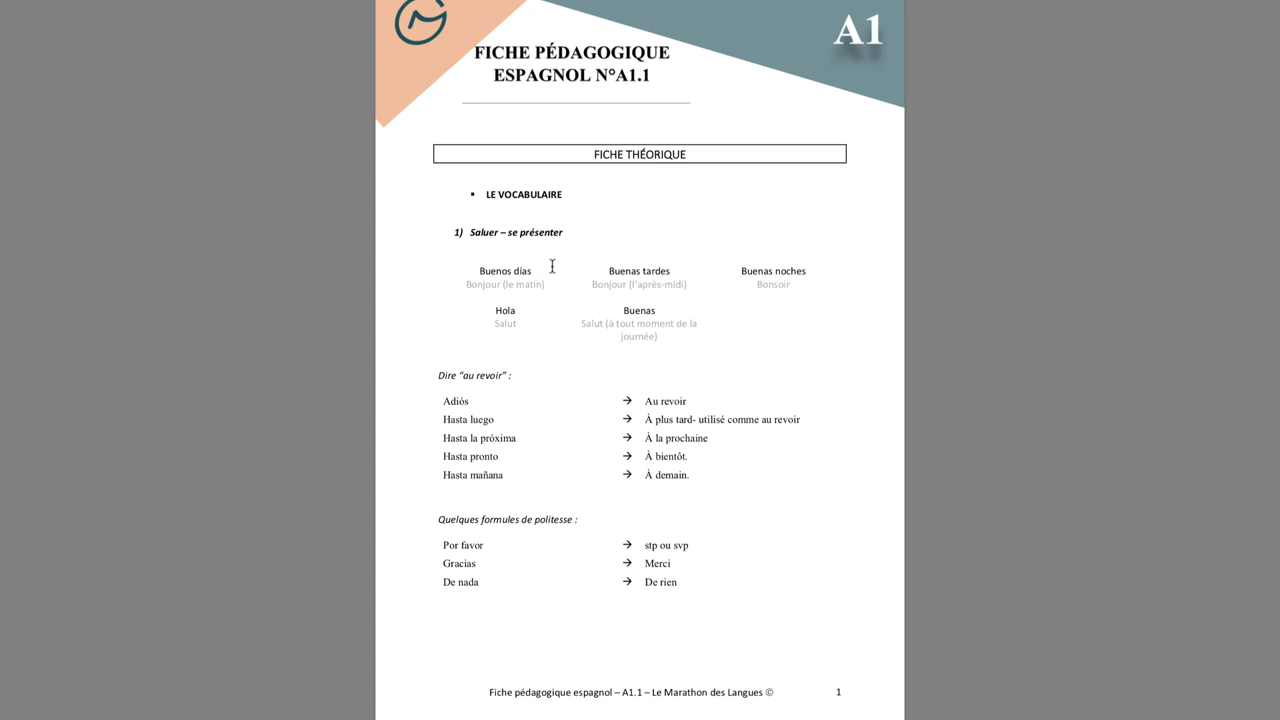 A1
FICHE PÉDAGOGIQUE
ESPAGNOL N°A1.1
FICHE THÉORIQUE
▪ LE VOCABULAIRE
1) Saluer – se présenter
Buenos días Buenas tardes Buenas noches
Bonjour (le matin) Bonjour (l'après-midi) Bonsoir
Hola Buenas
Salut Salut (à tout moment de la
journée)
Dire "au revoir" :
Adiós → Au revoir
Hasta luego → À plus tard- utilisé comme au revoir
Hasta la próxima → À la prochaine
Hasta pronto → À bientôt.
Hasta mañana → À demain.
Quelques formules de politesse :
Por favor → stp ou svp
Gracias → Merci
De nada → De rien
Fiche pédagogique espagnol – A1.1 – Le Marathon des Langues © 1